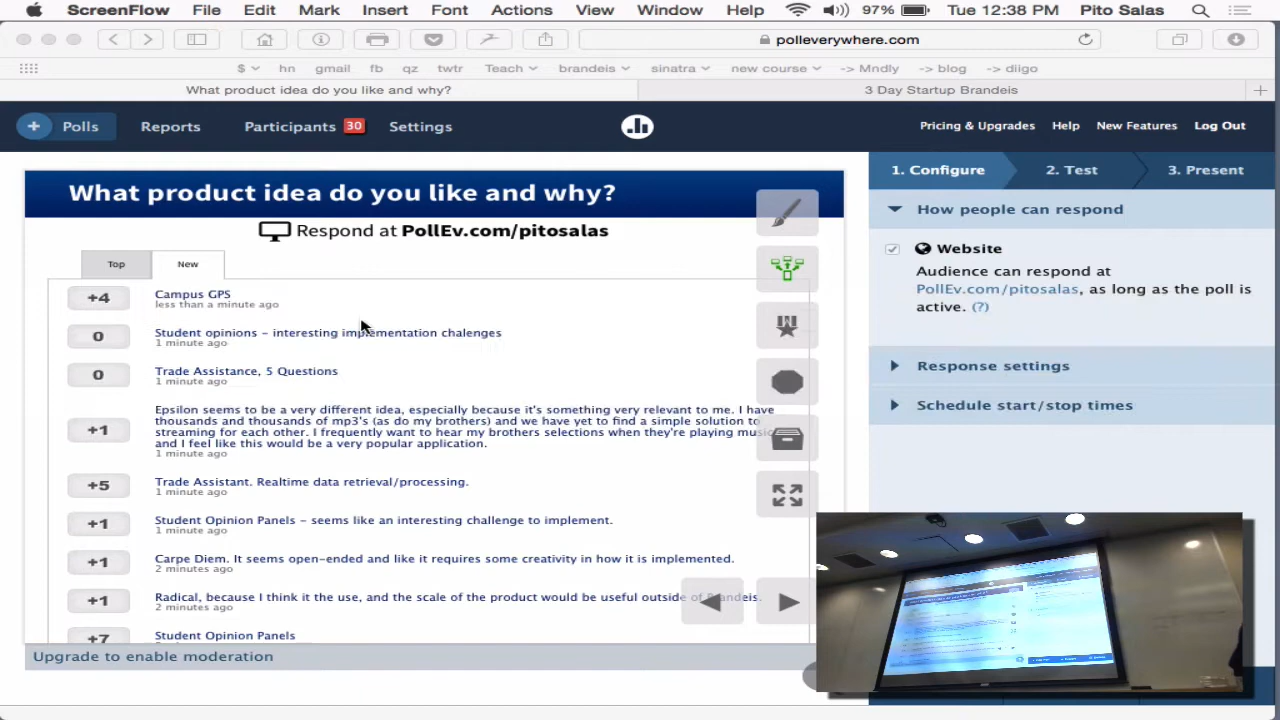 ScreenFlow File Edit Mark Insert Font Actions View Window Help 97% Tue 12:38 PM Pito Salas
polleverywhere.com
$ hn gmail fb qz twtr Teach brandeis sinatra new course -> Mndly -> blog -> diigo
What product idea do you like and why? 3 Day Startup Brandeis
+ Polls Reports Participants 30 Settings Pricing & Upgrades Help New Features Log Out
What product idea do you like and why?
Respond at PollEv.com/pitosalas
Top New
+4 Campus GPS
less than a minute ago
0 Student opinions - interesting implementation chalenges
1 minute ago
0 Trade Assistance, 5 Questions
1 minute ago
+1 Epsilon seems to be a very different idea, especially because it's something very relevant to me. I have
thousands and thousands of mp3's (as do my brothers) and we have yet to find a simple solution to
streaming for each other. I frequently want to hear my brothers selections when they're playing music
and I feel like this would be a very popular application.
1 minute ago
+5 Trade Assistant. Realtime data retrieval/processing.
1 minute ago
+1 Student Opinion Panels - seems like an interesting challenge to implement.
1 minute ago
+1 Carpe Diem. It seems open-ended and like it requires some creativity in how it is implemented.
2 minutes ago
+1 Radical, because I think it the use, and the scale of the product would be useful outside of Brandeis.
2 minutes ago
+7 Student Opinion Panels
Upgrade to enable moderation
1. Configure 2. Test 3. Present
How people can respond
Website
Audience can respond at
PollEv.com/pitosalas, as long as the poll is
active. (?)
Response settings
Schedule start/stop times